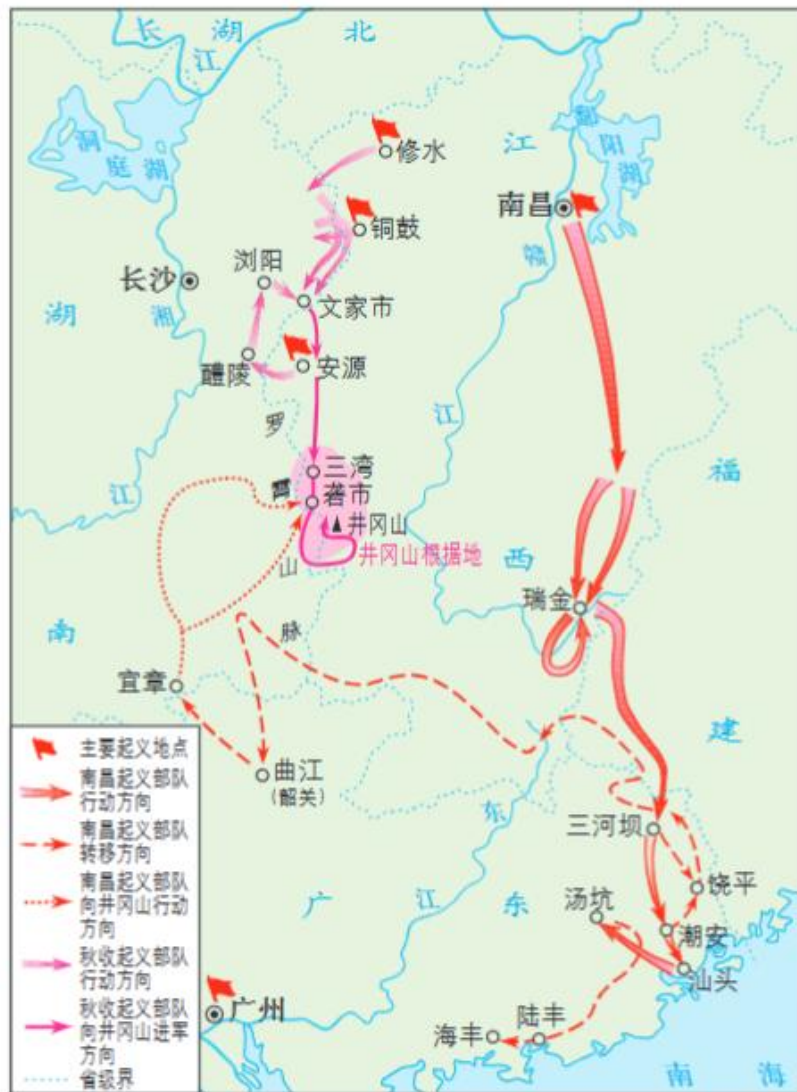 长
江
湖
北
洞
庭
湖
修水
江
鄱
阳
湖
南昌
铜鼓
赣
浏阳
长沙
文家市
湖
湘
醴陵
安源
罗
江
福
三湾
砻市
霄
井冈山
井冈山根据地
江
山
西
瑞金
南
脉
宜章
建
曲江
(韶关)
东
三河坝
饶平
汤坑
广
江
东
潮安
汕头
广州
陆丰
海丰
南
海
主要起义地点
南昌起义部队
行动方向
南昌起义部队
转移方向
南昌起义部队
向井冈山行动
方向
秋收起义部队
行动方向
秋收起义部队
向井冈山进军
方向
省级界